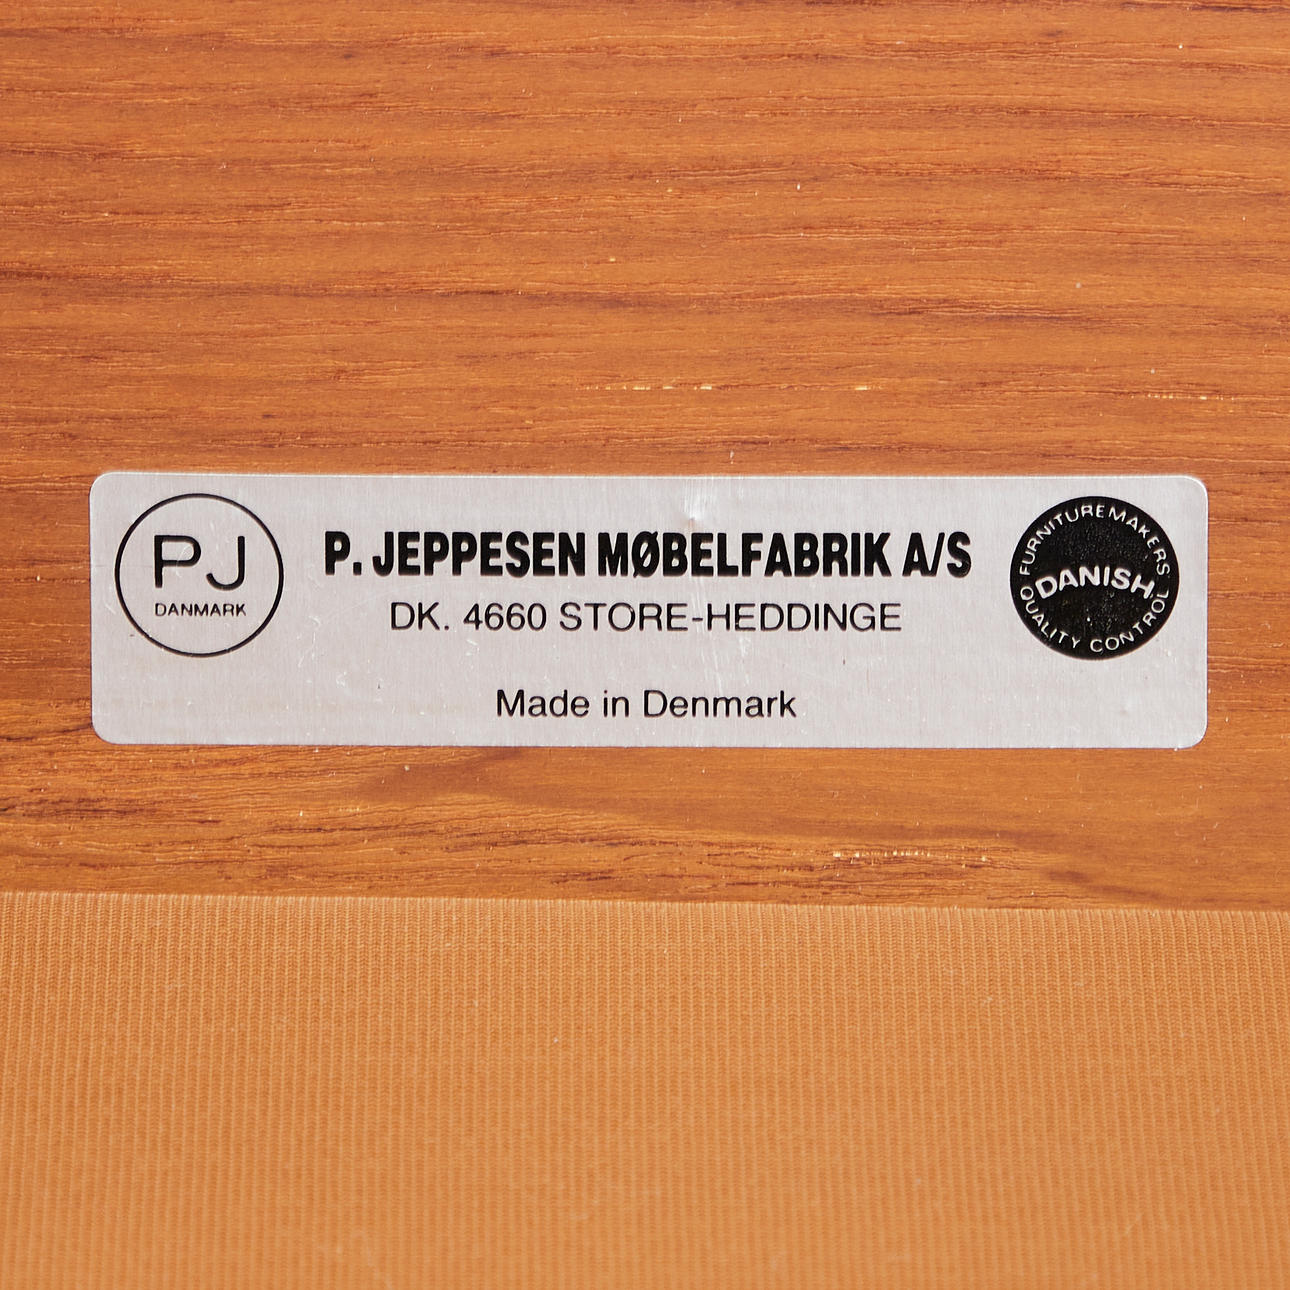 PJ
DANMARK
P. JEPPESEN MØBELFABRIK A/S
DK. 4660 STORE-HEDDINGE
Made in Denmark
FURNITUREMAKERS
DANISH
QUALITY CONTROL